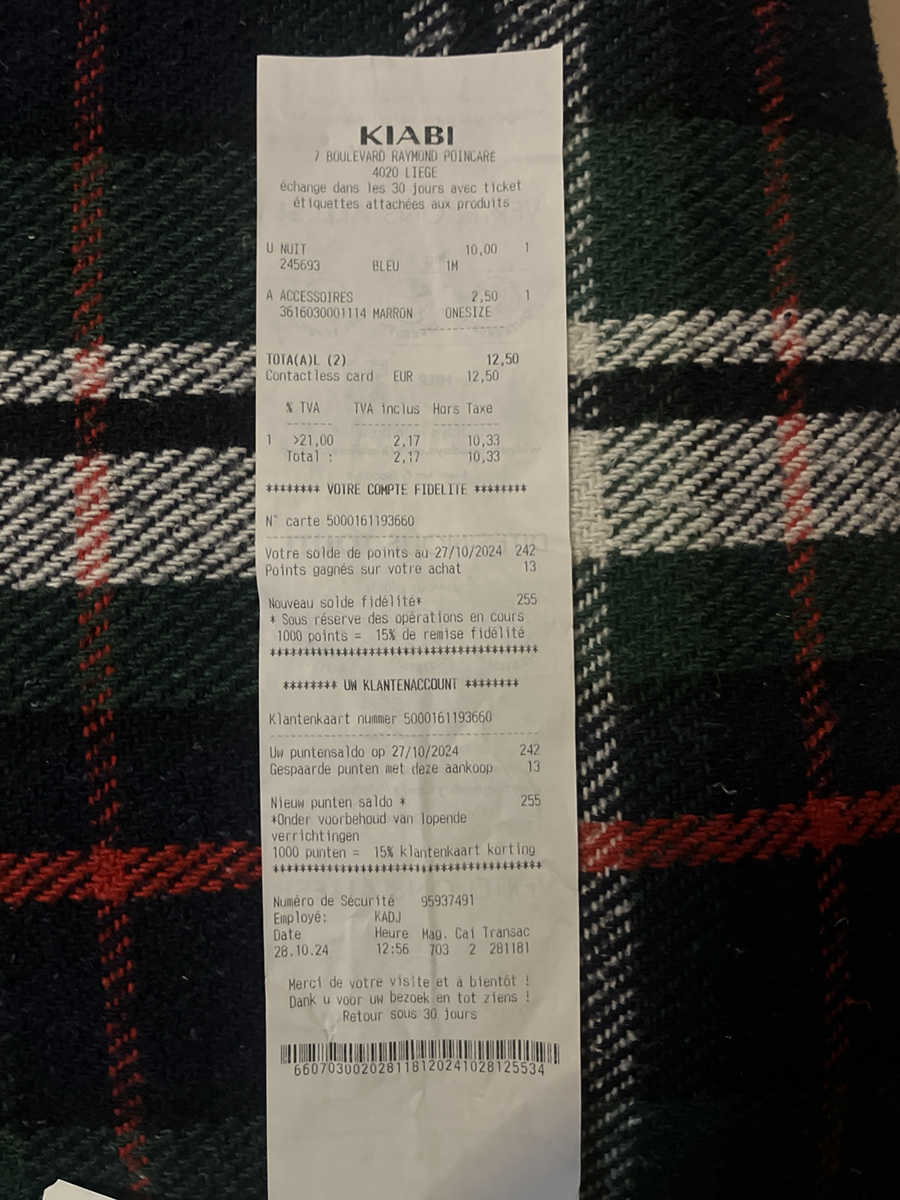 KIABI
7 BOULEVARD RAYMOND POINCARE
4020 LIEGE
échange dans les 30 jours avec ticket
étiquettes attachées aux produits
U NUIT 10,00 1
245693 BLEU 1M
A ACCESSOIRES 2,50 1
3616030001114 MARRON ONESIZE
------------
TOTA(A)L (2) 12,50
Contactless card EUR 12,50
% TVA TVA inclus Hors Taxe
------- --------- ---------
1 >21,00 2,17 10,33
Total : 2,17 10,33
******** VOTRE COMPTE FIDELITE ********
N° carte 5000161193660
----------------------------------------
Votre solde de points au 27/10/2024 242
Points gagnés sur votre achat 13
Nouveau solde fidélité* 255
* Sous réserve des opérations en cours
1000 points = 15% de remise fidélité
****************************************
******** UW KLANTENACCOUNT ********
Klantenkaart nummer 5000161193660
----------------------------------------
Uw puntensaldo op 27/10/2024 242
Gespaarde punten met deze aankoop 13
Nieuw punten saldo * 255
*Onder voorbehoud van lopende
verrichtingen
1000 punten = 15% klantenkaart korting
****************************************
Numéro de Sécurité 95937491
Employé: KADJ
Date Heure Mag. Cai Transac
28.10.24 12:56 703 2 281181
Merci de votre visite et à bientôt !
Dank u voor uw bezoek en tot ziens !
Retour sous 30 jours
660703002028118120241028125534